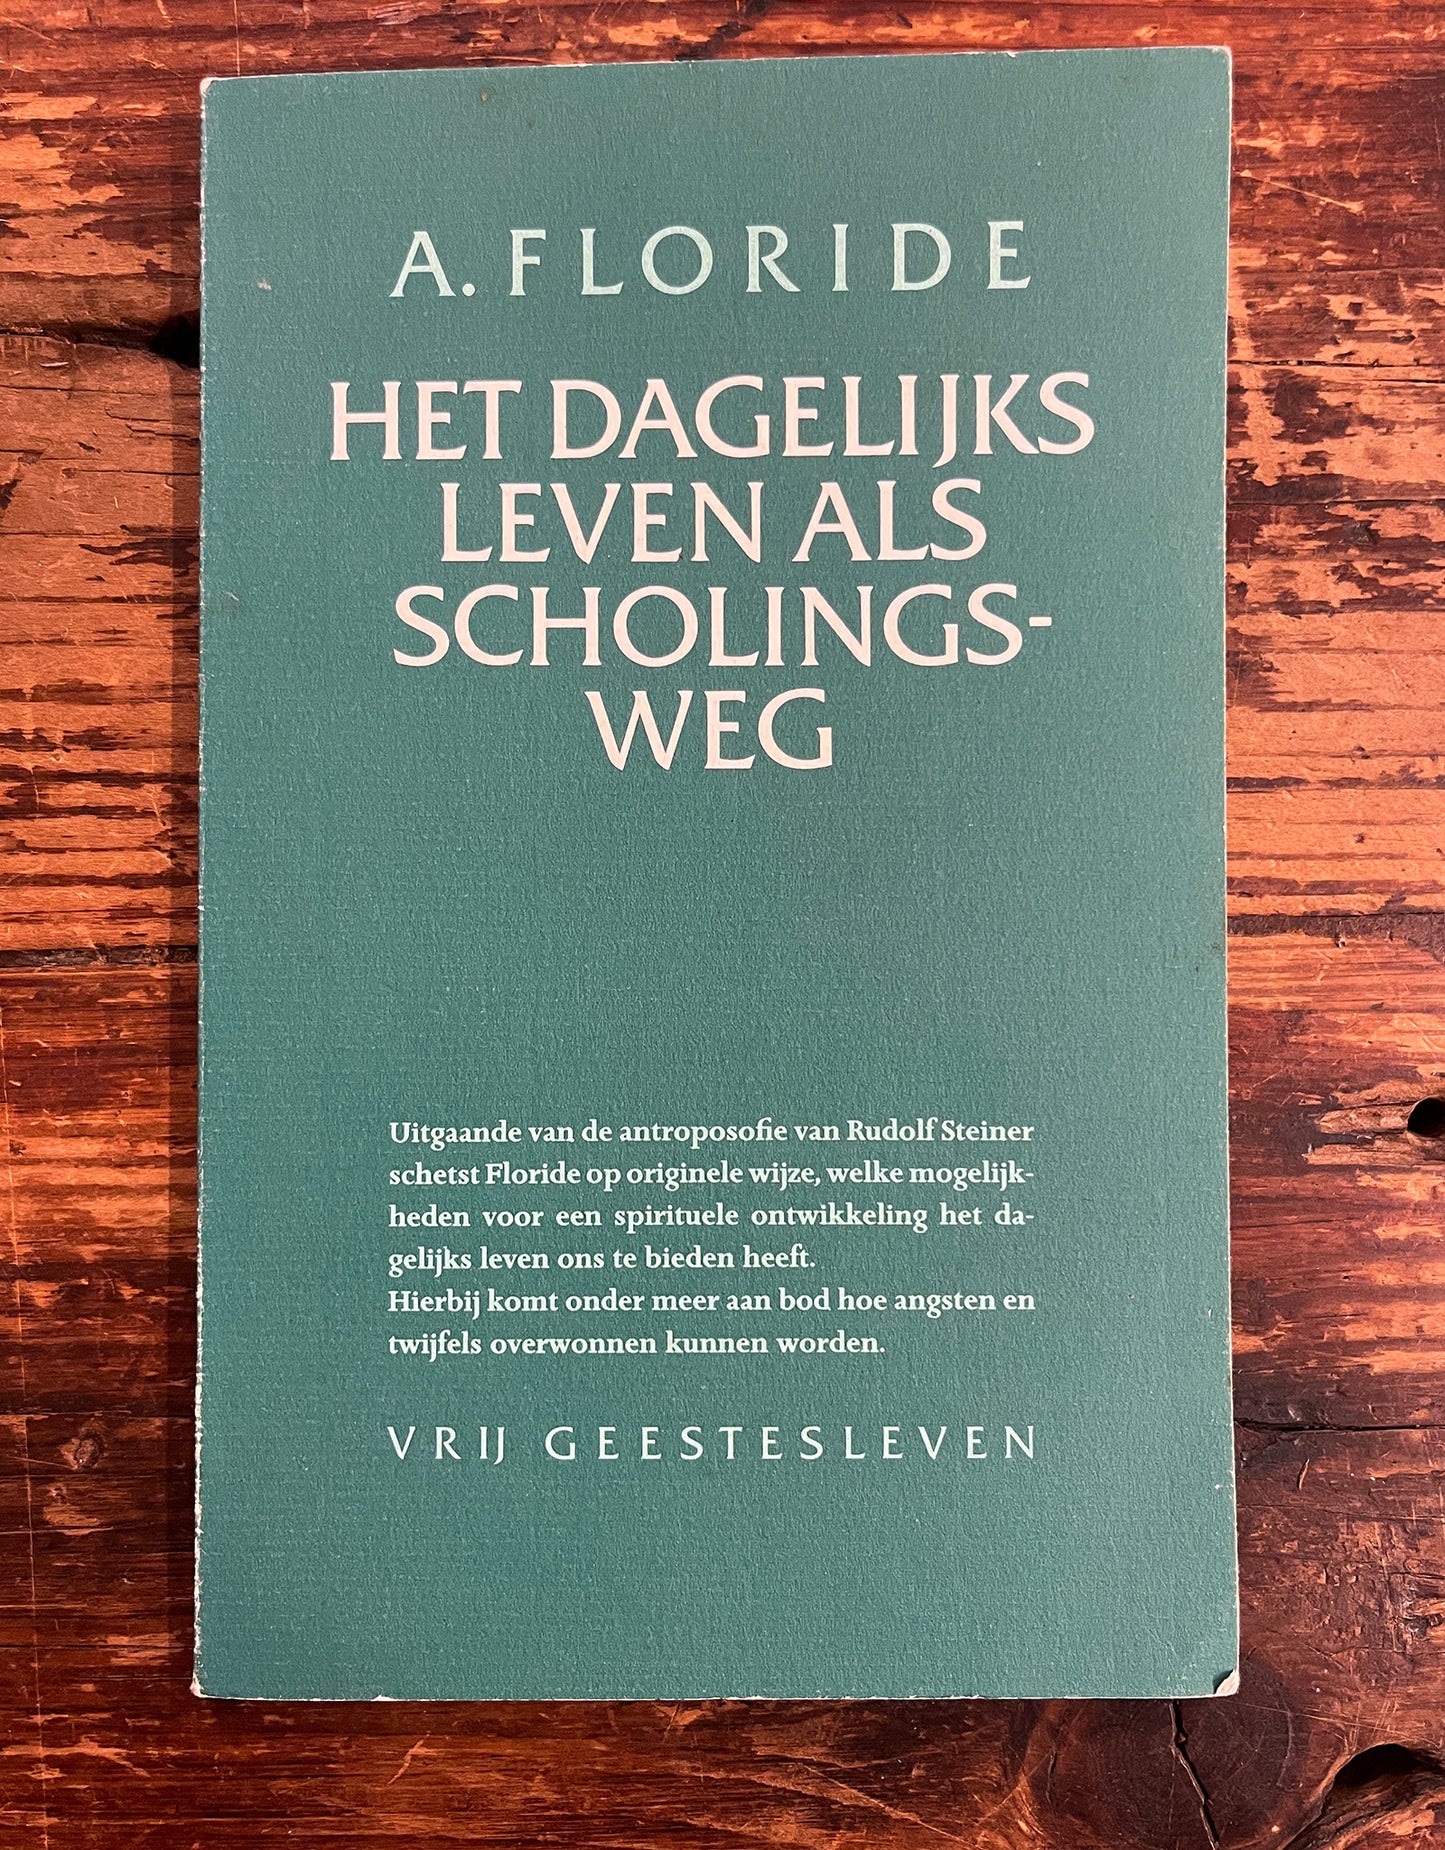 A. FLORIDE
HET DAGELIJKS
LEVEN ALS
SCHOLINGS-
WEG
Uitgaande van de antroposofie van Rudolf Steiner
schetst Floride op originele wijze, welke mogelijk-
heden voor een spirituele ontwikkeling het da-
gelijks leven ons te bieden heeft.
Hierbij komt onder meer aan bod hoe angsten en
twijfels overwonnen kunnen worden.
VRIJ GEESTESLEVEN